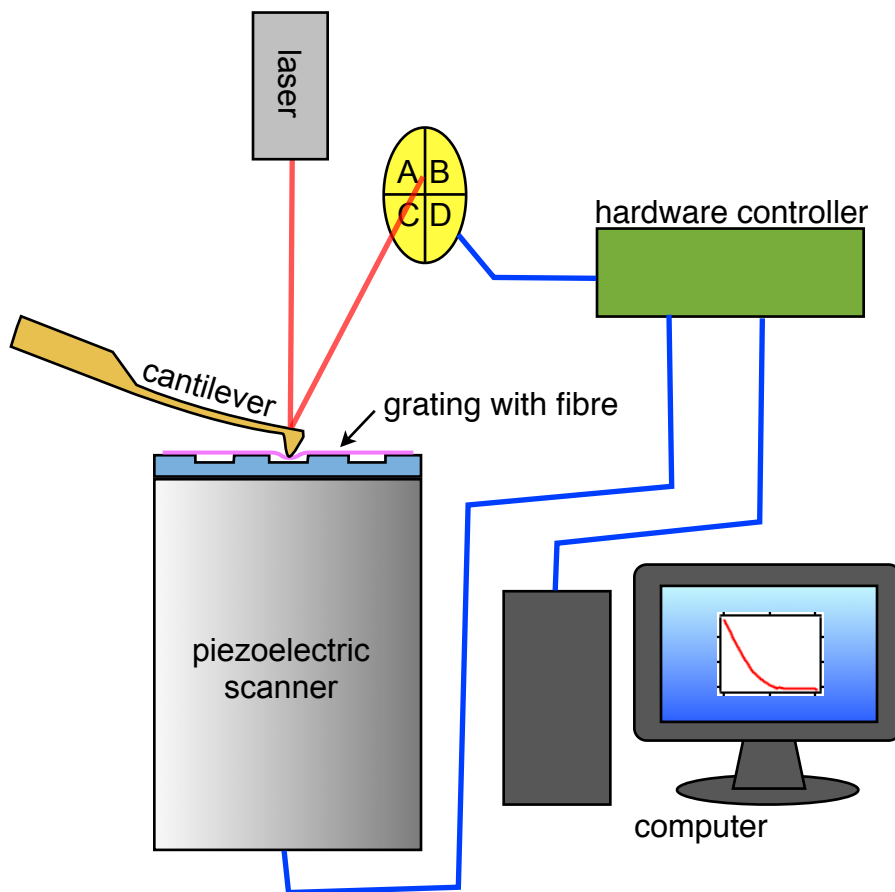 laser
A B
C D
hardware controller
cantilever
grating with fibre
piezoelectric
scanner
computer